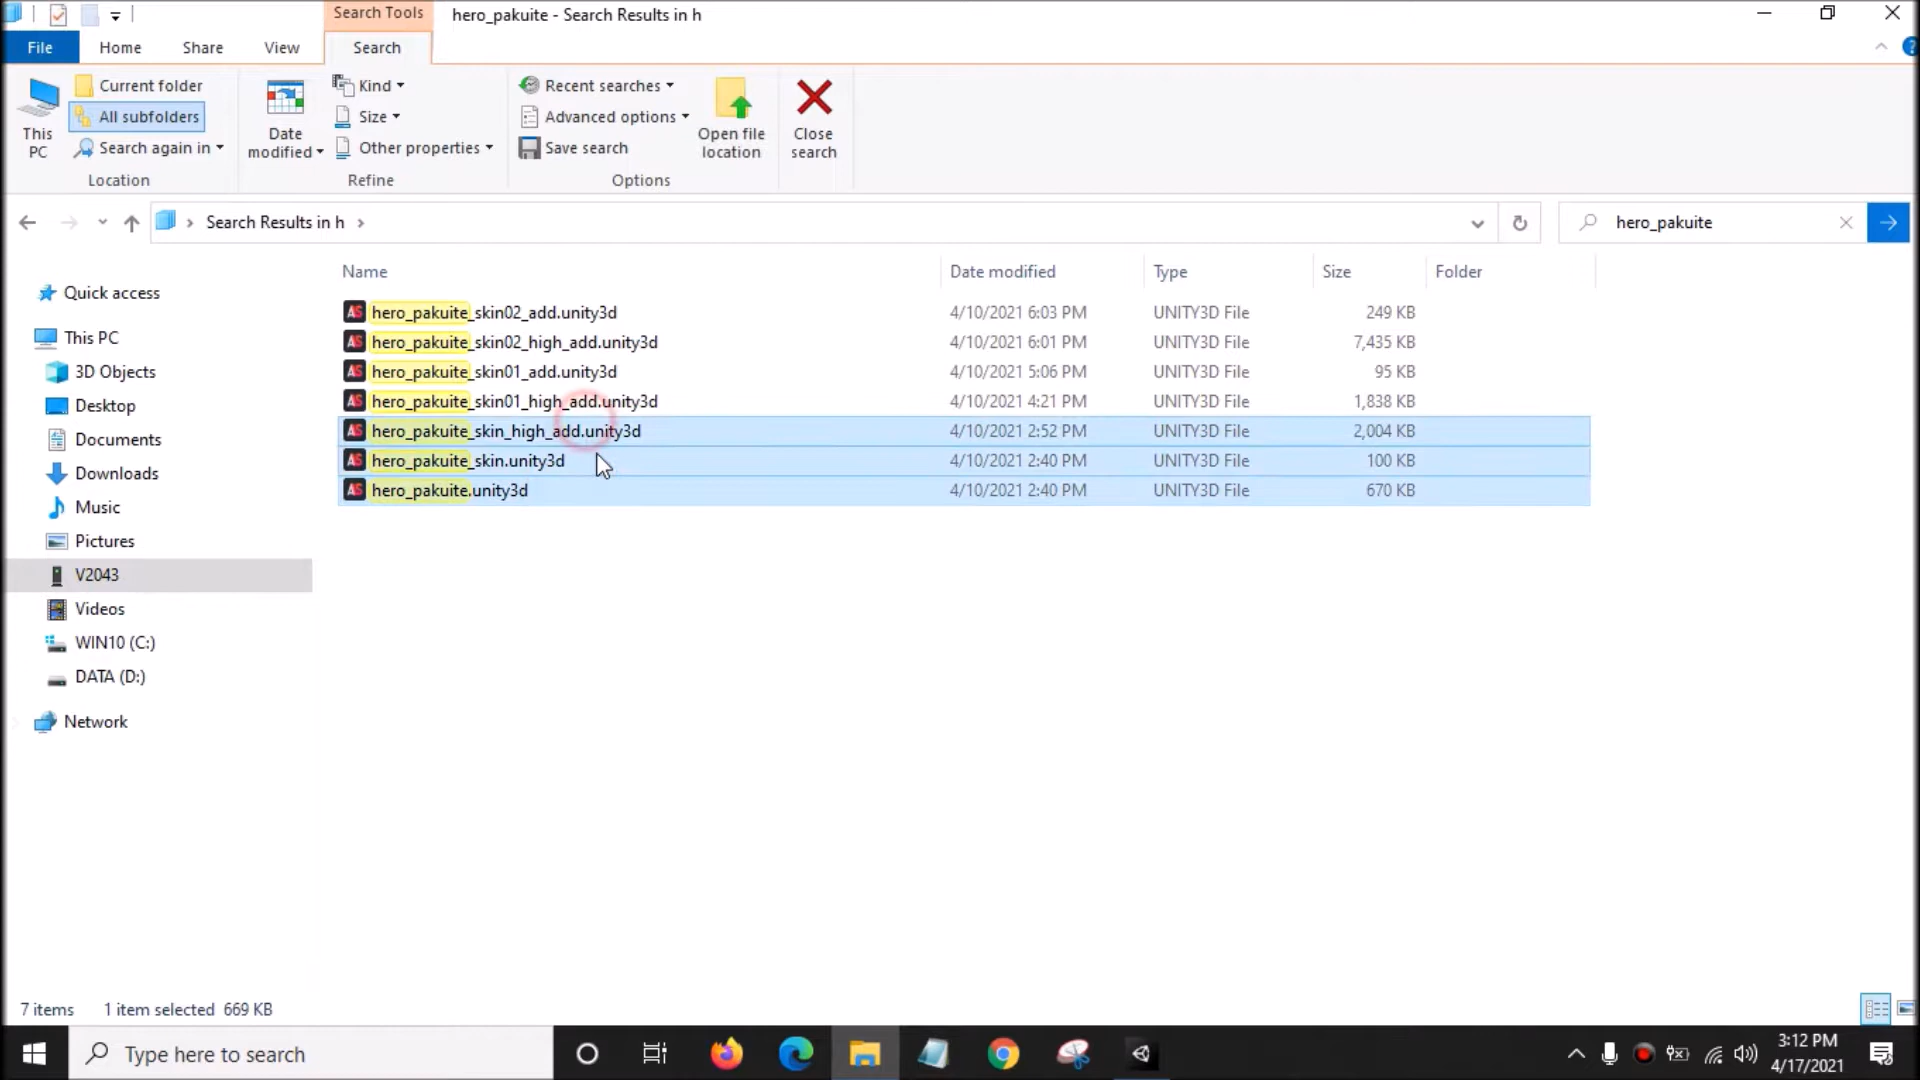 Search Tools
hero_pakuite - Search Results in h
File
Home
Share
View
Search
This PC
Current folder
All subfolders
Search again in
Location
Date modified
Kind
Size
Other properties
Refine
Recent searches
Advanced options
Save search
Open file location
Options
Close search
Search Results in h
hero_pakuite
Name
Date modified
Type
Size
Folder
hero_pakuite_skin02_add.unity3d 4/10/2021 6:03 PM UNITY3D File 249 KB
hero_pakuite_skin02_high_add.unity3d 4/10/2021 6:01 PM UNITY3D File 7,435 KB
hero_pakuite_skin01_add.unity3d 4/10/2021 5:06 PM UNITY3D File 95 KB
hero_pakuite_skin01_high_add.unity3d 4/10/2021 4:21 PM UNITY3D File 1,838 KB
hero_pakuite_skin_high_add.unity3d 4/10/2021 2:52 PM UNITY3D File 2,004 KB
hero_pakuite_skin.unity3d 4/10/2021 2:40 PM UNITY3D File 100 KB
hero_pakuite.unity3d 4/10/2021 2:40 PM UNITY3D File 670 KB
Quick access
This PC
3D Objects
Desktop
Documents
Downloads
Music
Pictures
V2043
Videos
WIN10 (C:)
DATA (D:)
Network
7 items
1 item selected 669 KB
Type here to search
3:12 PM
4/17/2021